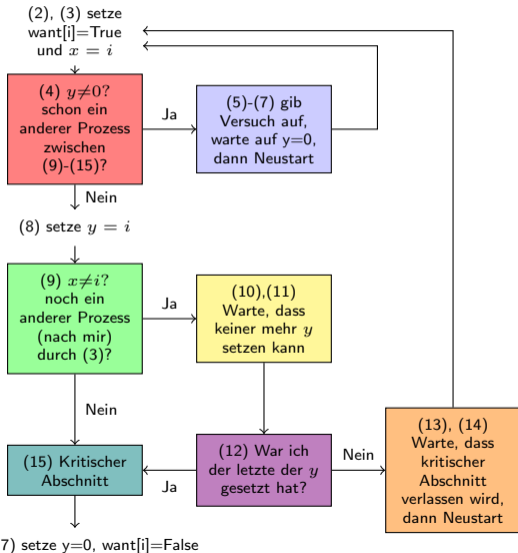 (2), (3) setze
want[i]=True
und x = i
(4) y≠0?
schon ein
anderer Prozess
zwischen
(9)-(15)?
Ja
(5)-(7) gib
Versuch auf,
warte auf y=0,
dann Neustart
Nein
(8) setze y = i
(9) x≠i?
noch ein
anderer Prozess
(nach mir)
durch (3)?
Ja
(10),(11)
Warte, dass
keiner mehr y
setzen kann
Nein
(12) War ich
der letzte der y
gesetzt hat?
Nein
(13), (14)
Warte, dass
kritischer
Abschnitt
verlassen wird,
dann Neustart
Ja
(15) Kritischer
Abschnitt
7) setze y=0, want[i]=False